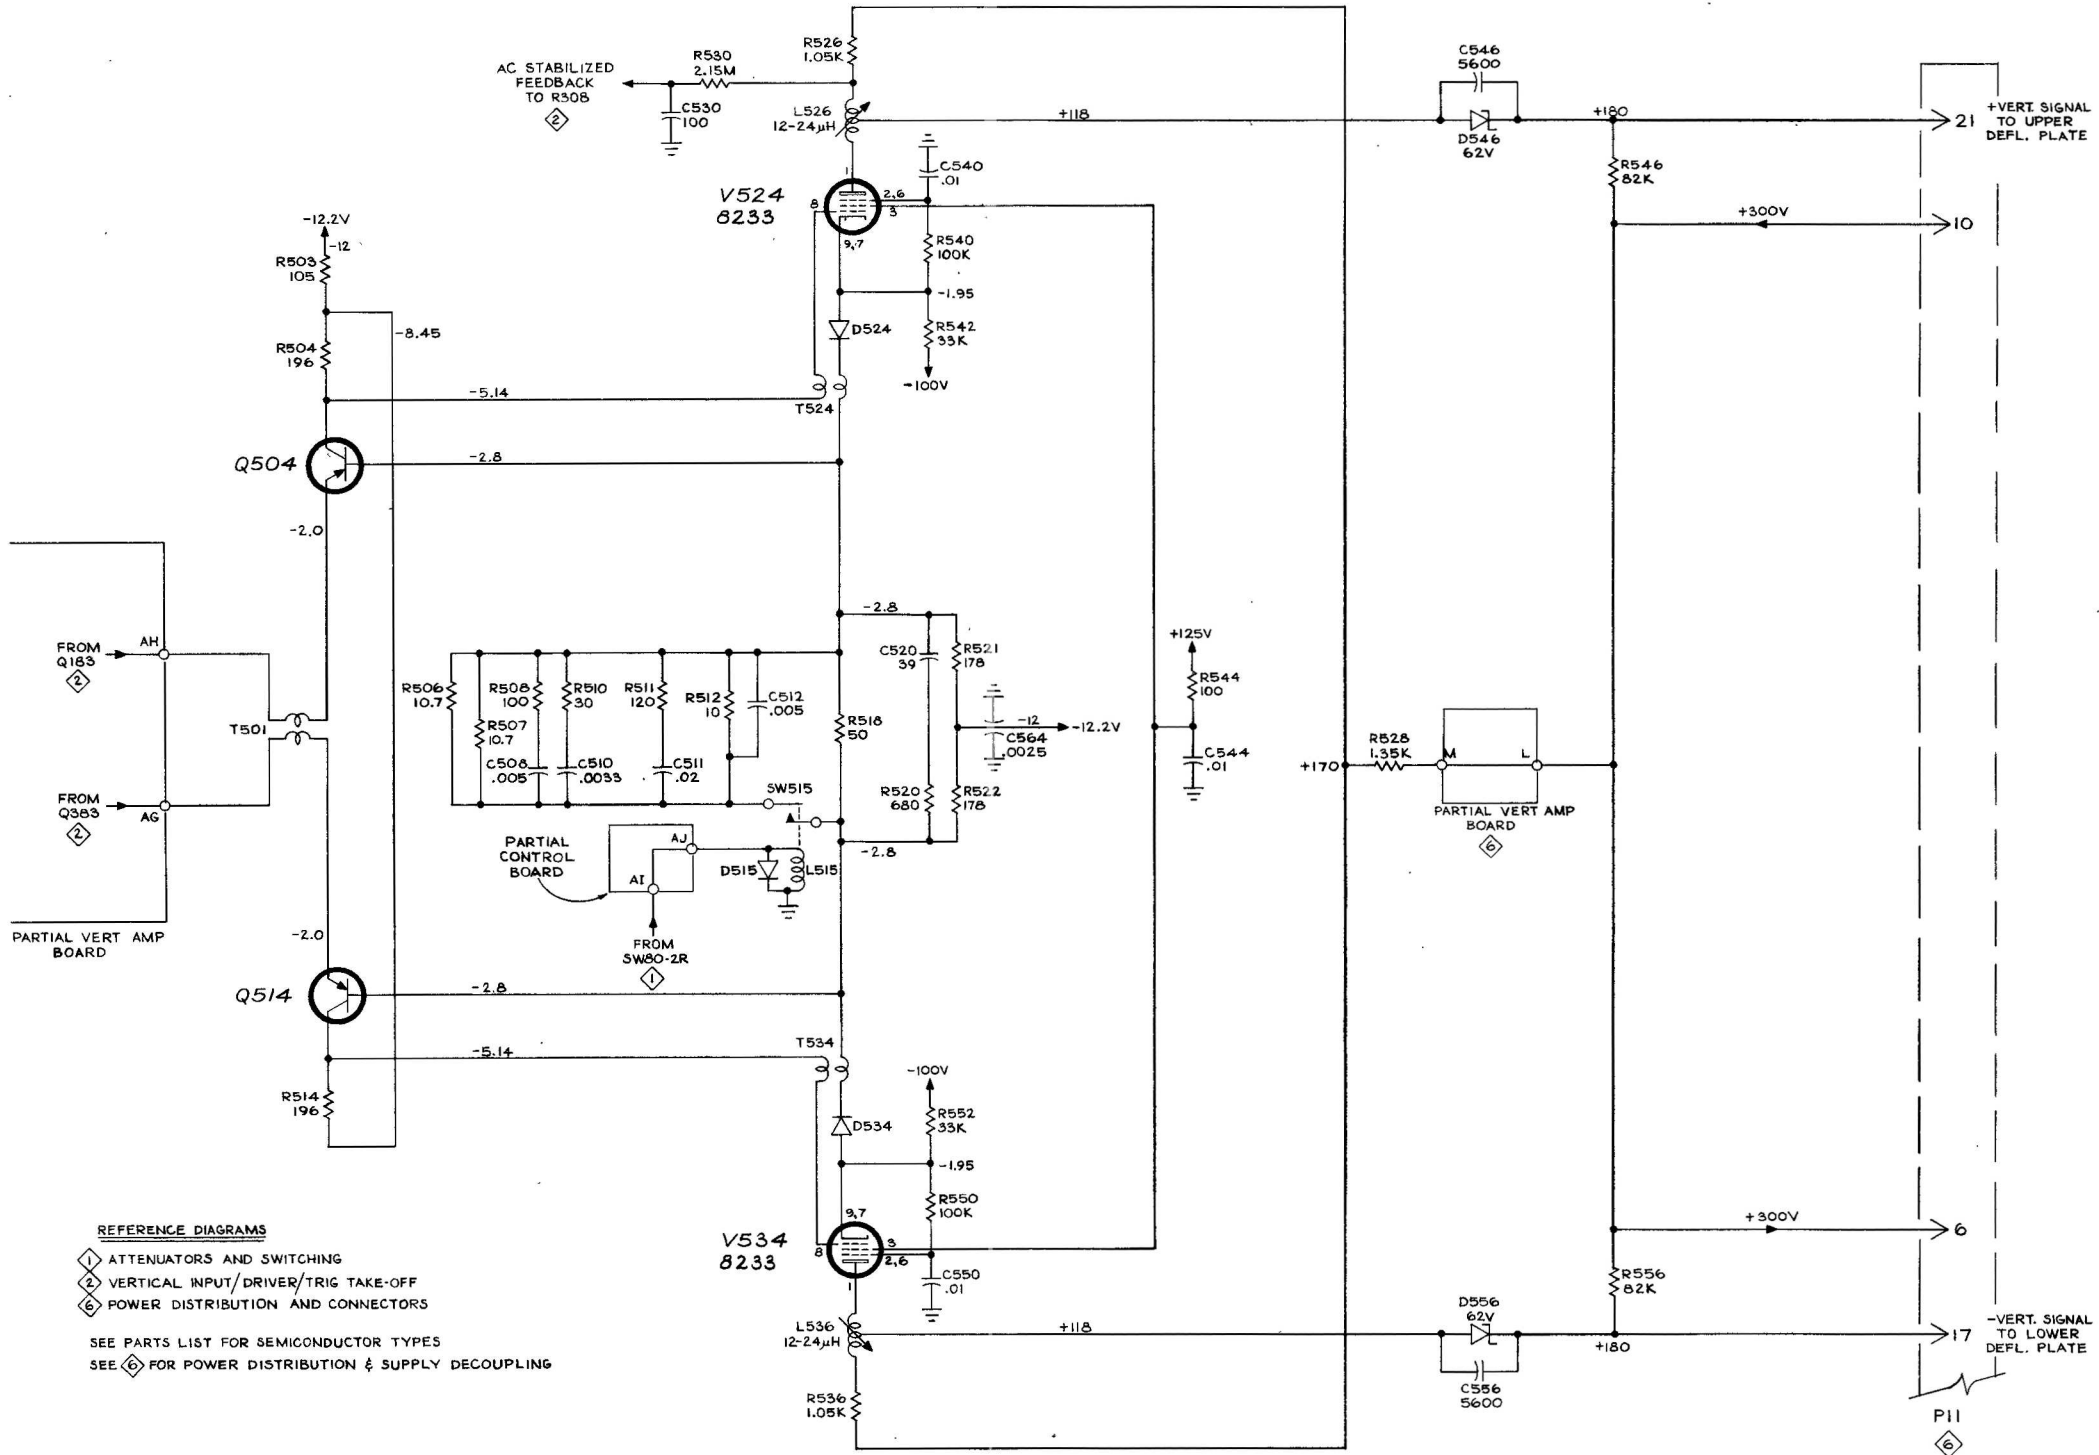 R526
1.05K
R530
2.15M
AC STABILIZED
FEEDBACK
TO R308
2
C530
100
L526
12-24µH
+118
C546
5600
D546
62V
+180
21
+VERT. SIGNAL
TO UPPER
DEFL. PLATE
R546
82K
+300V
10
C540
.01
1
V524
8233
8
2,6
3
9,7
R540
100K
-1.95
R542
33K
-100V
D524
T524
-12.2V
-12
R503
105
-8.45
R504
196
-5.14
Q504
-2.8
-2.0
FROM
Q183
2
AH
T501
FROM
Q383
2
AG
PARTIAL VERT AMP
BOARD
R506
10.7
R507
10.7
R508
100
C508
.005
R510
30
C510
.0033
R511
120
C511
.02
R512
10
C512
.005
-2.8
R518
50
C520
39
R521
178
-12
-12.2V
C564
.0025
R520
680
R522
178
-2.8
SW515
PARTIAL
CONTROL
BOARD
AJ
AI
D515
L515
FROM
SW80-2R
1
+125V
R544
100
C544
.01
+170
R528
1.35K
M
L
PARTIAL VERT AMP
BOARD
6
-2.0
Q514
-2.8
-5.14
R514
196
T534
-100V
R552
33K
D534
-1.95
R550
100K
9,7
V534
8233
8
3
2,6
1
C550
.01
L536
12-24µH
+118
R536
1.05K
+300V
6
R556
82K
D556
62V
C556
5600
+180
17
-VERT. SIGNAL
TO LOWER
DEFL. PLATE
P11
6
REFERENCE DIAGRAMS
1 ATTENUATORS AND SWITCHING
2 VERTICAL INPUT/DRIVER/TRIG TAKE-OFF
6 POWER DISTRIBUTION AND CONNECTORS
SEE PARTS LIST FOR SEMICONDUCTOR TYPES
SEE 6 FOR POWER DISTRIBUTION & SUPPLY DECOUPLING